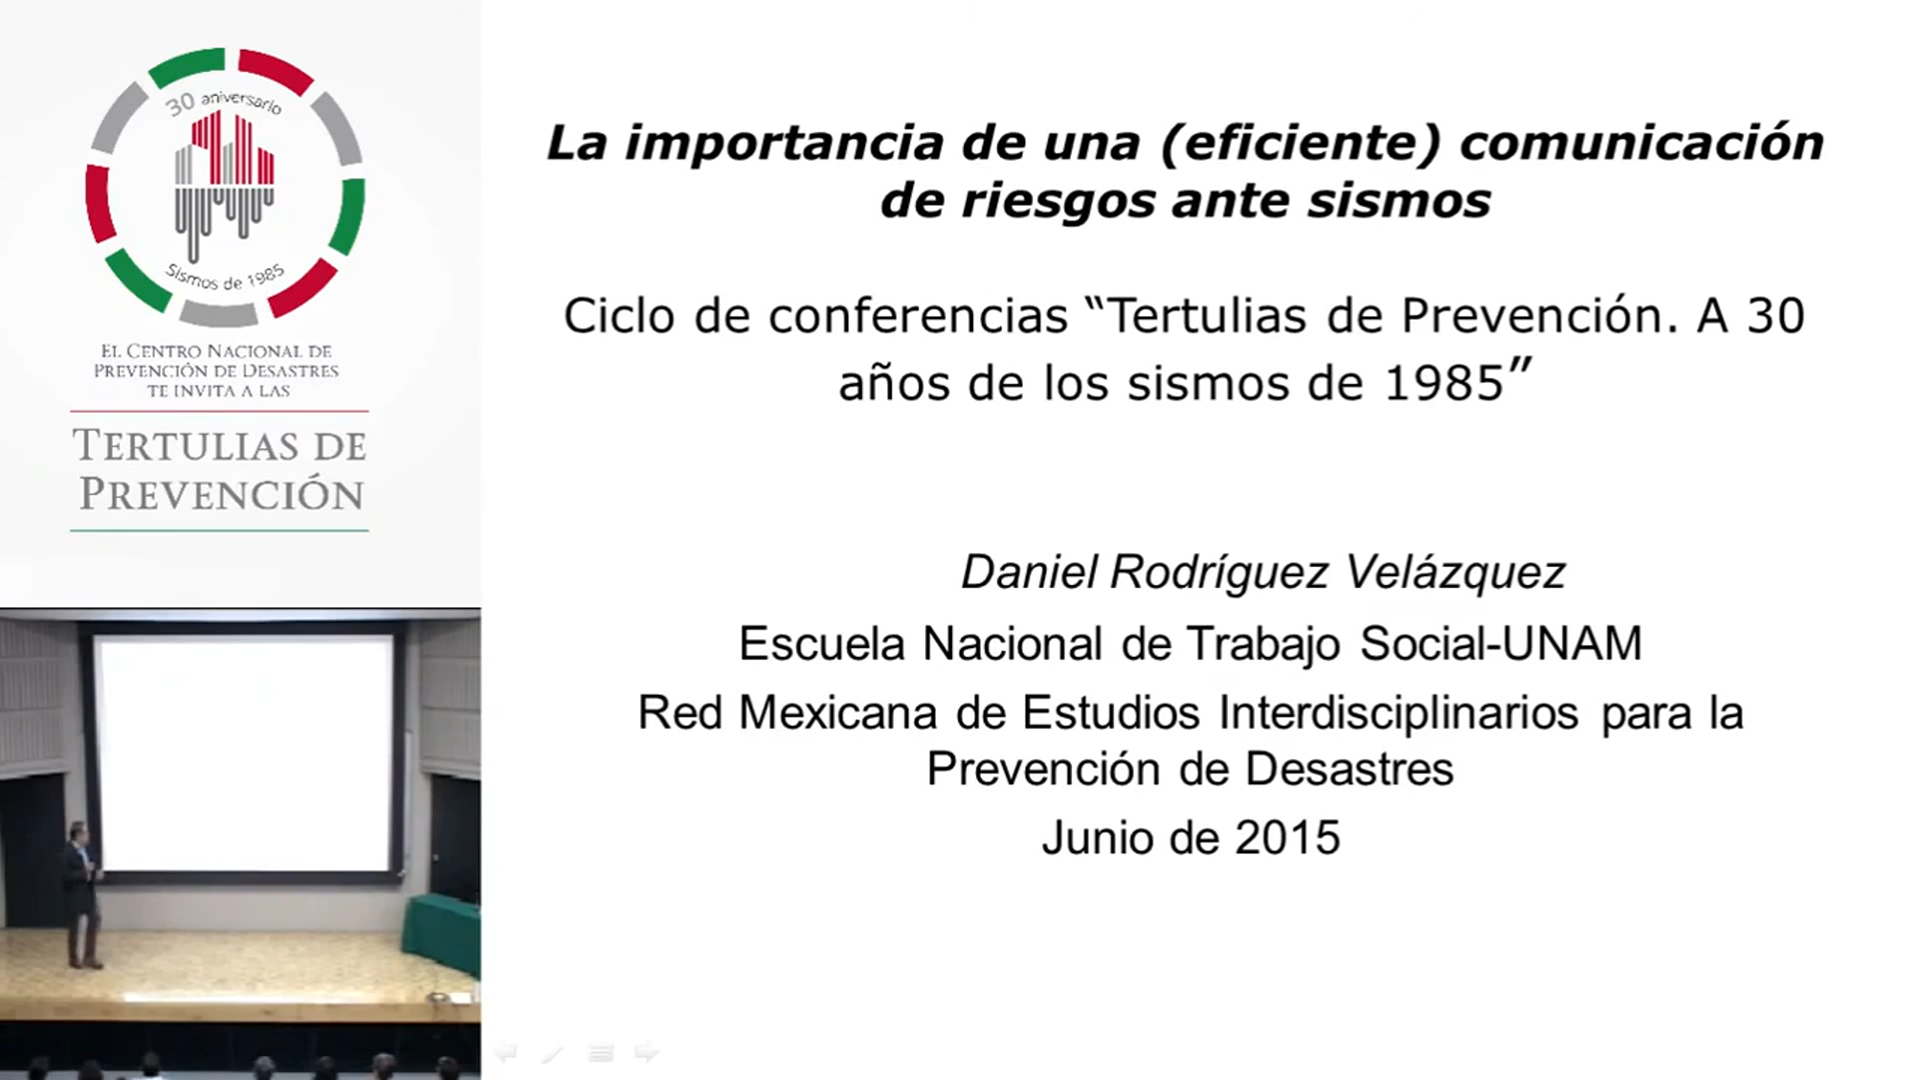 30 aniversario
Sismos de 1985
EL CENTRO NACIONAL DE
PREVENCIÓN DE DESASTRES
TE INVITA A LAS
TERTULIAS DE
PREVENCIÓN
La importancia de una (eficiente) comunicación
de riesgos ante sismos
Ciclo de conferencias “Tertulias de Prevención. A 30
años de los sismos de 1985”
Daniel Rodríguez Velázquez
Escuela Nacional de Trabajo Social-UNAM
Red Mexicana de Estudios Interdisciplinarios para la
Prevención de Desastres
Junio de 2015